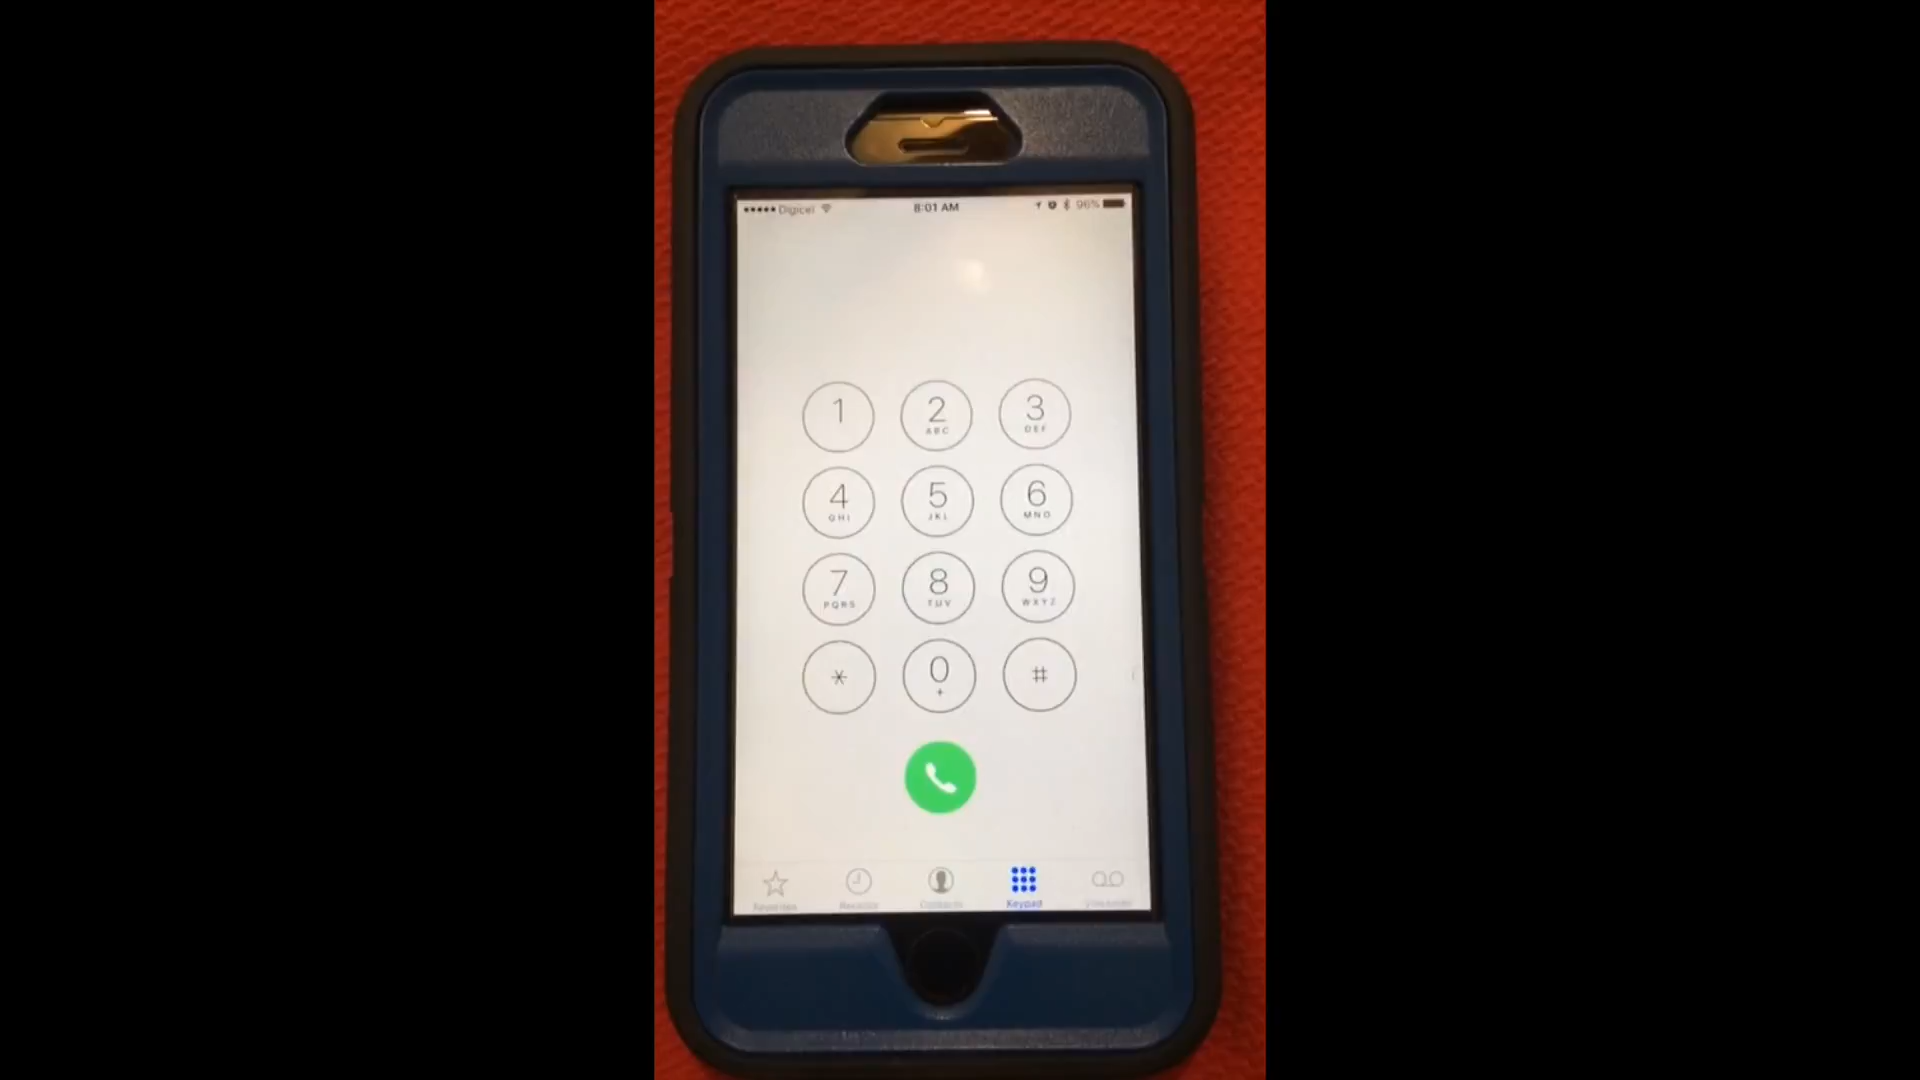 ●●●●● Digicel 8:01 AM 96%
1 2 3
ABC DEF
4 5 6
GHI JKL MNO
7 8 9
PQRS TUV WXYZ
* 0 #
+
Contacts Keypad